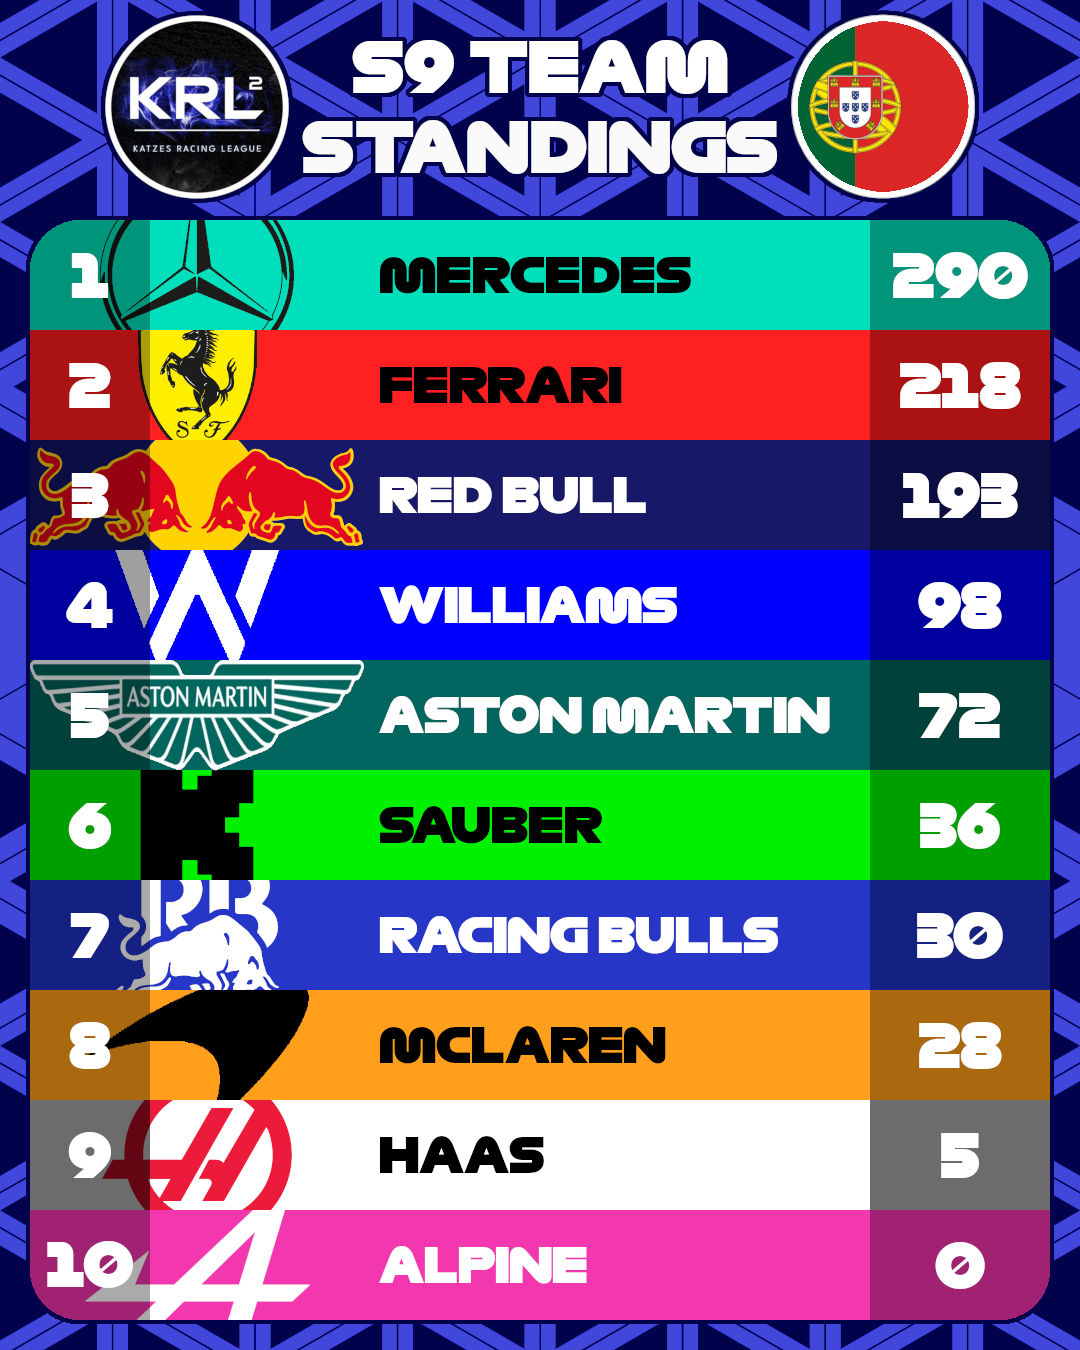 KRL²
KATZES RACING LEAGUE
S9 TEAM
STANDINGS
1 MERCEDES 290
2 S F FERRARI 218
3 RED BULL 193
4 W WILLIAMS 98
5 ASTON MARTIN ASTON MARTIN 72
6 K SAUBER 36
7 RB RACING BULLS 30
8 MCLAREN 28
9 H HAAS 5
10 A ALPINE 0